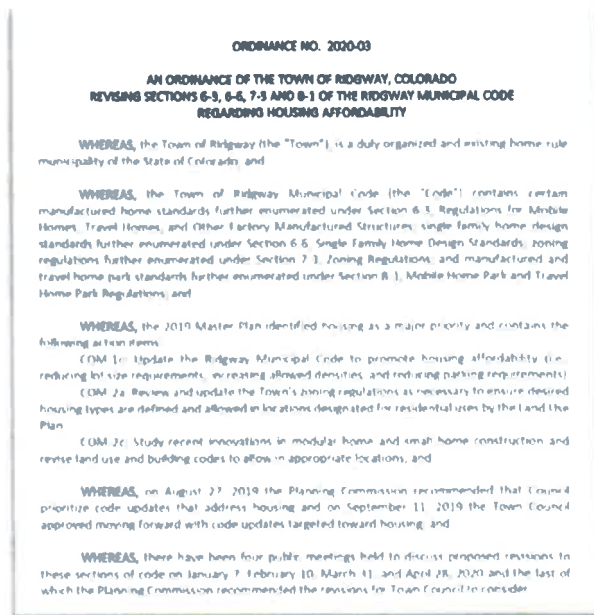 ORDINANCE NO. 2020-03
AN ORDINANCE OF THE TOWN OF RIDGWAY, COLORADO
REVISING SECTIONS 6-3, 6-6, 7-3 AND 8-1 OF THE RIDGWAY MUNICIPAL CODE
REGARDING HOUSING AFFORDABILITY
WHEREAS, the Town of Ridgway (the "Town"), is a duly organized and existing home rule
municipality of the State of Colorado; and
WHEREAS, the Town of Ridgway Municipal Code (the "Code") contains certain
manufactured home standards further enumerated under Section 6-3, Regulations for Mobile
Homes, Travel Homes, and Other Factory Manufactured Structures; single family home design
standards further enumerated under Section 6-6, Single Family Home Design Standards; zoning
regulations further enumerated under Section 7-3, Zoning Regulations; and manufactured and
travel home park standards further enumerated under Section 8-1, Mobile Home Park and Travel
Home Park Regulations; and
WHEREAS, the 2019 Master Plan identified housing as a major priority and contains the
following action items:
COM-1c: Update the Ridgway Municipal Code to promote housing affordability (i.e.
reducing lot size requirements, increasing allowed densities, and reducing parking requirements)
COM-2a: Review and update the Town's zoning regulations as necessary to ensure desired
housing types are defined and allowed in locations designated for residential uses by the Land Use
Plan.
COM-2c: Study recent innovations in modular home and small home construction and
revise land use and building codes to allow in appropriate locations; and
WHEREAS, on August 27, 2019 the Planning Commission recommended that Council
prioritize code updates that address housing and on September 11, 2019 the Town Council
approved moving forward with code updates targeted toward housing; and
WHEREAS, there have been four public meetings held to discuss proposed revisions to
these sections of code on January 7, February 10, March 31, and April 28, 2020 and the last of
which the Planning Commission recommended the revisions for Town Council to consider